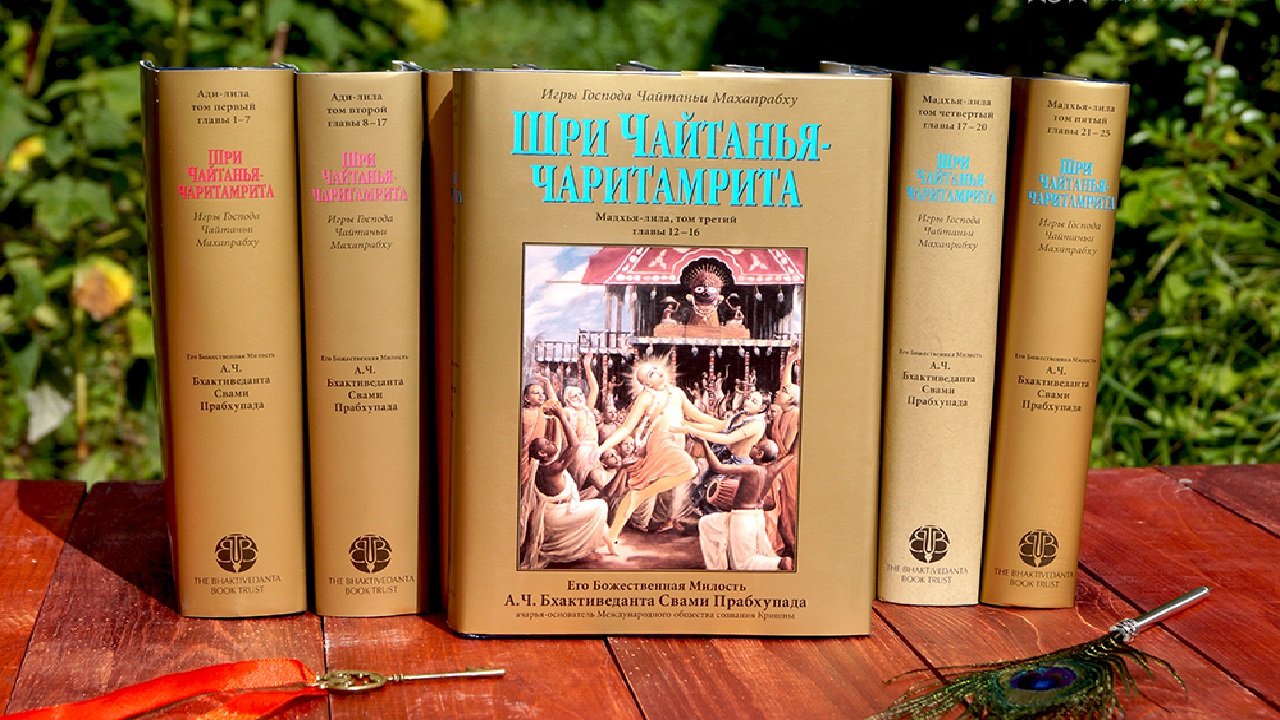 Ади-лила
том первый
главы 1–7
Шри
Чайтанья-
чаритамрита
Игры Господа
Чайтаньи
Махапрабху
Его Божественная Милость
А.Ч.
Бхактиведанта
Свами
Прабхупада
THE BHAKTIVEDANTA
BOOK TRUST
Ади-лила
том второй
главы 8–17
Шри
Чайтанья-
чаритамрита
Игры Господа
Чайтаньи
Махапрабху
Его Божественная Милость
А.Ч.
Бхактиведанта
Свами
Прабхупада
THE BHAKTIVEDANTA
BOOK TRUST
Игры Господа Чайтаньи Махапрабху
Шри Чайтанья-
чаритамрита
Мадхья-лила, том третий
главы 12–16
Его Божественная Милость
А.Ч. Бхактиведанта Свами Прабхупада
ачарья-основатель Международного общества сознания Кришны
Мадхья-лила
том четвертый
главы 17–20
Шри
Чайтанья-
чаритамрита
Игры Господа
Чайтаньи
Махапрабху
Его Божественная Милость
А.Ч.
Бхактиведанта
Свами
Прабхупада
THE BHAKTIVEDANTA
BOOK TRUST
Мадхья-лила
том пятый
главы 21–25
Шри
Чайтанья-
чаритамрита
Игры Господа
Чайтаньи
Махапрабху
Его Божественная Милость
А.Ч.
Бхактиведанта
Свами
Прабхупада
THE BHAKTIVEDANTA
BOOK TRUST